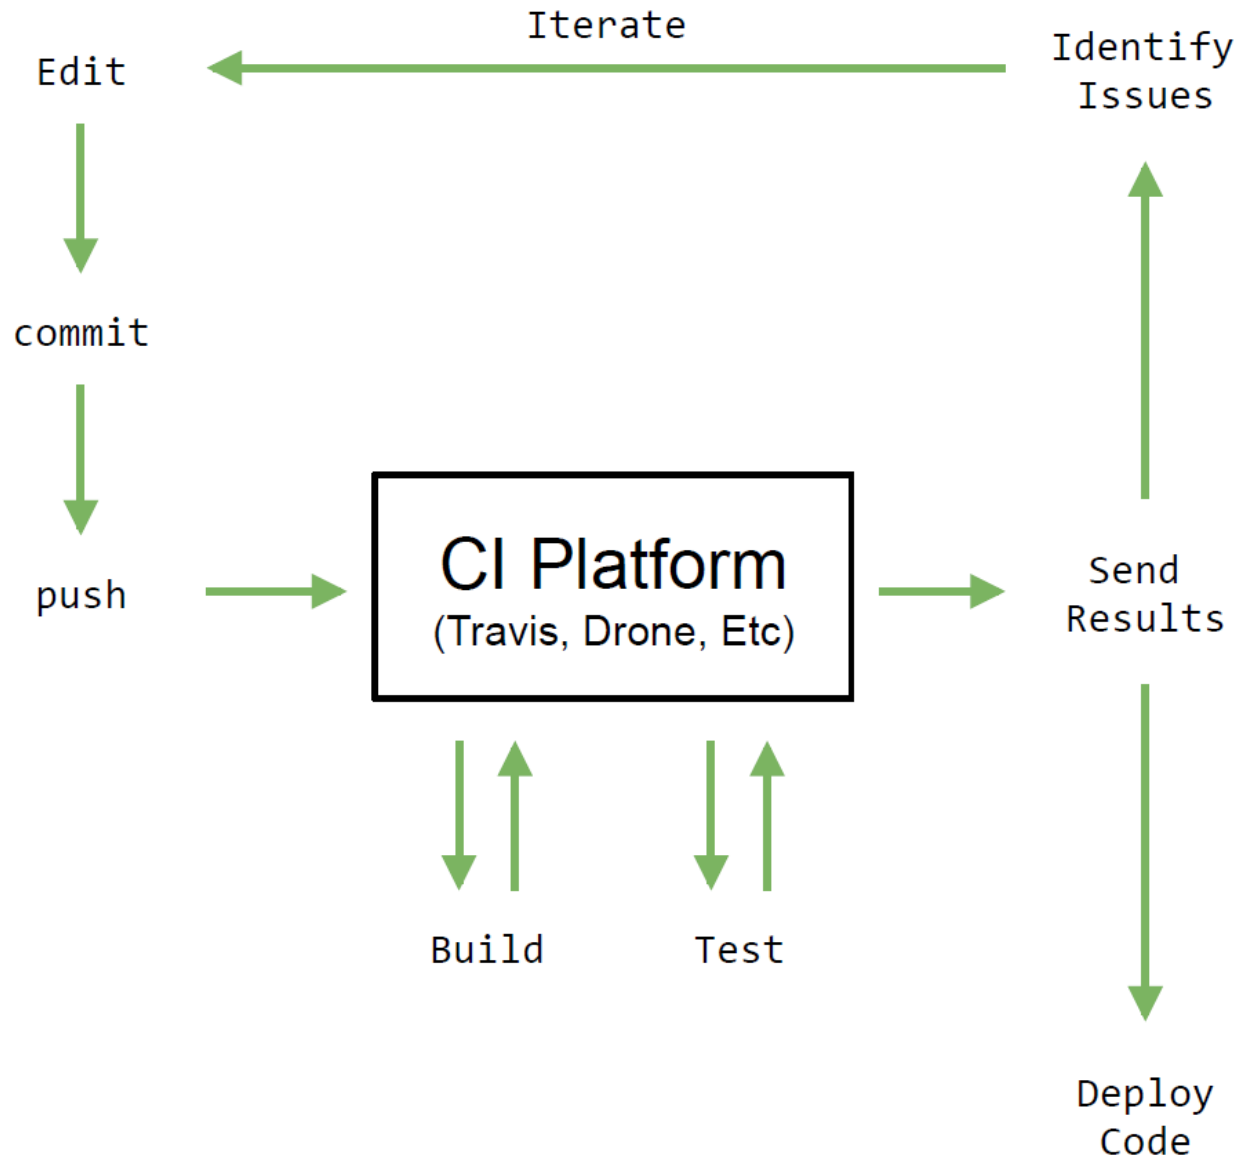 Iterate
Edit
Identify
Issues
commit
CI Platform
(Travis, Drone, Etc)
push
Send
Results
Build
Test
Deploy
Code